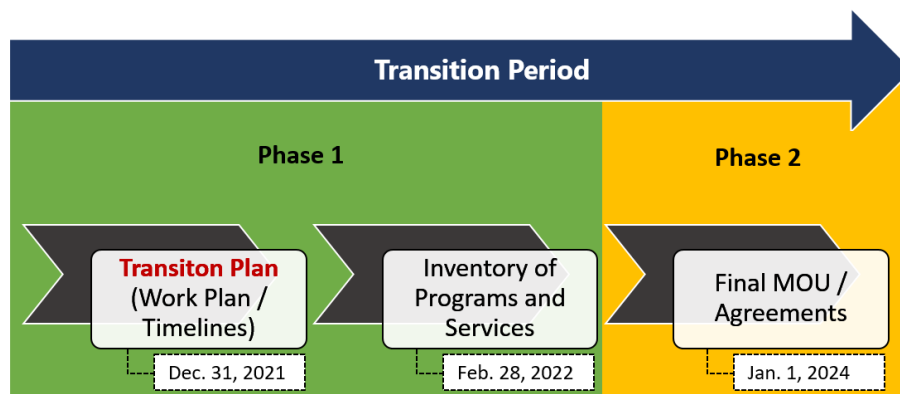 Transition Period
Phase 1
Phase 2
Transiton Plan
(Work Plan /
Timelines)
Dec. 31, 2021
Inventory of
Programs and
Services
Feb. 28, 2022
Final MOU /
Agreements
Jan. 1, 2024